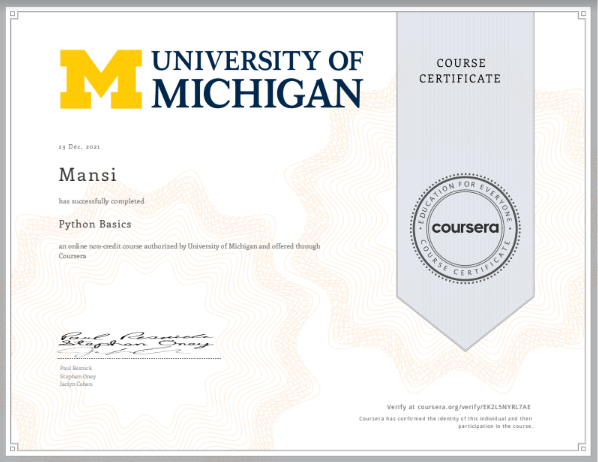 UNIVERSITY OF
MICHIGAN
COURSE
CERTIFICATE
23 Dec, 2021
Mansi
has successfully completed
Python Basics
an online non-credit course authorized by University of Michigan and offered through
Coursera
EDUCATION FOR EVERYONE
coursera
COURSE CERTIFICATE
Paul Resnick
Stephen Oney
Jaclyn Cohen
Verify at coursera.org/verify/EK2L5NYRL7AE
Coursera has confirmed the identity of this individual and their
participation in the course.